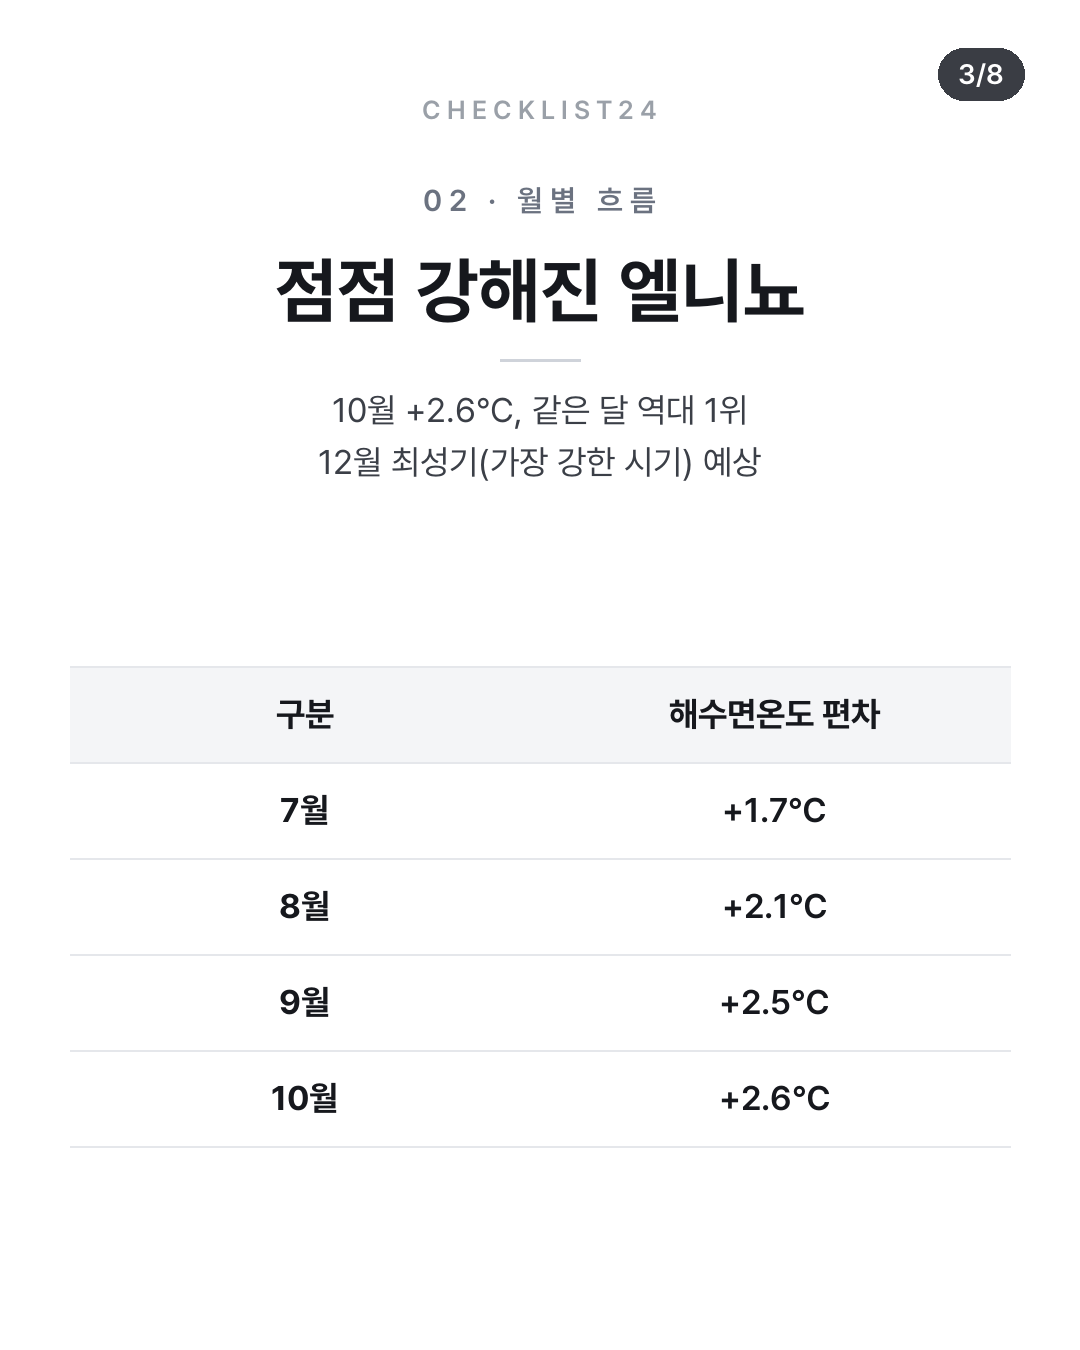 3/8
CHECKLIST24
02 · 월별 흐름
점점 강해진 엘니뇨
10월 +2.6°C, 같은 달 역대 1위
12월 최성기(가장 강한 시기) 예상
구분 해수면온도 편차
7월 +1.7°C
8월 +2.1°C
9월 +2.5°C
10월 +2.6°C